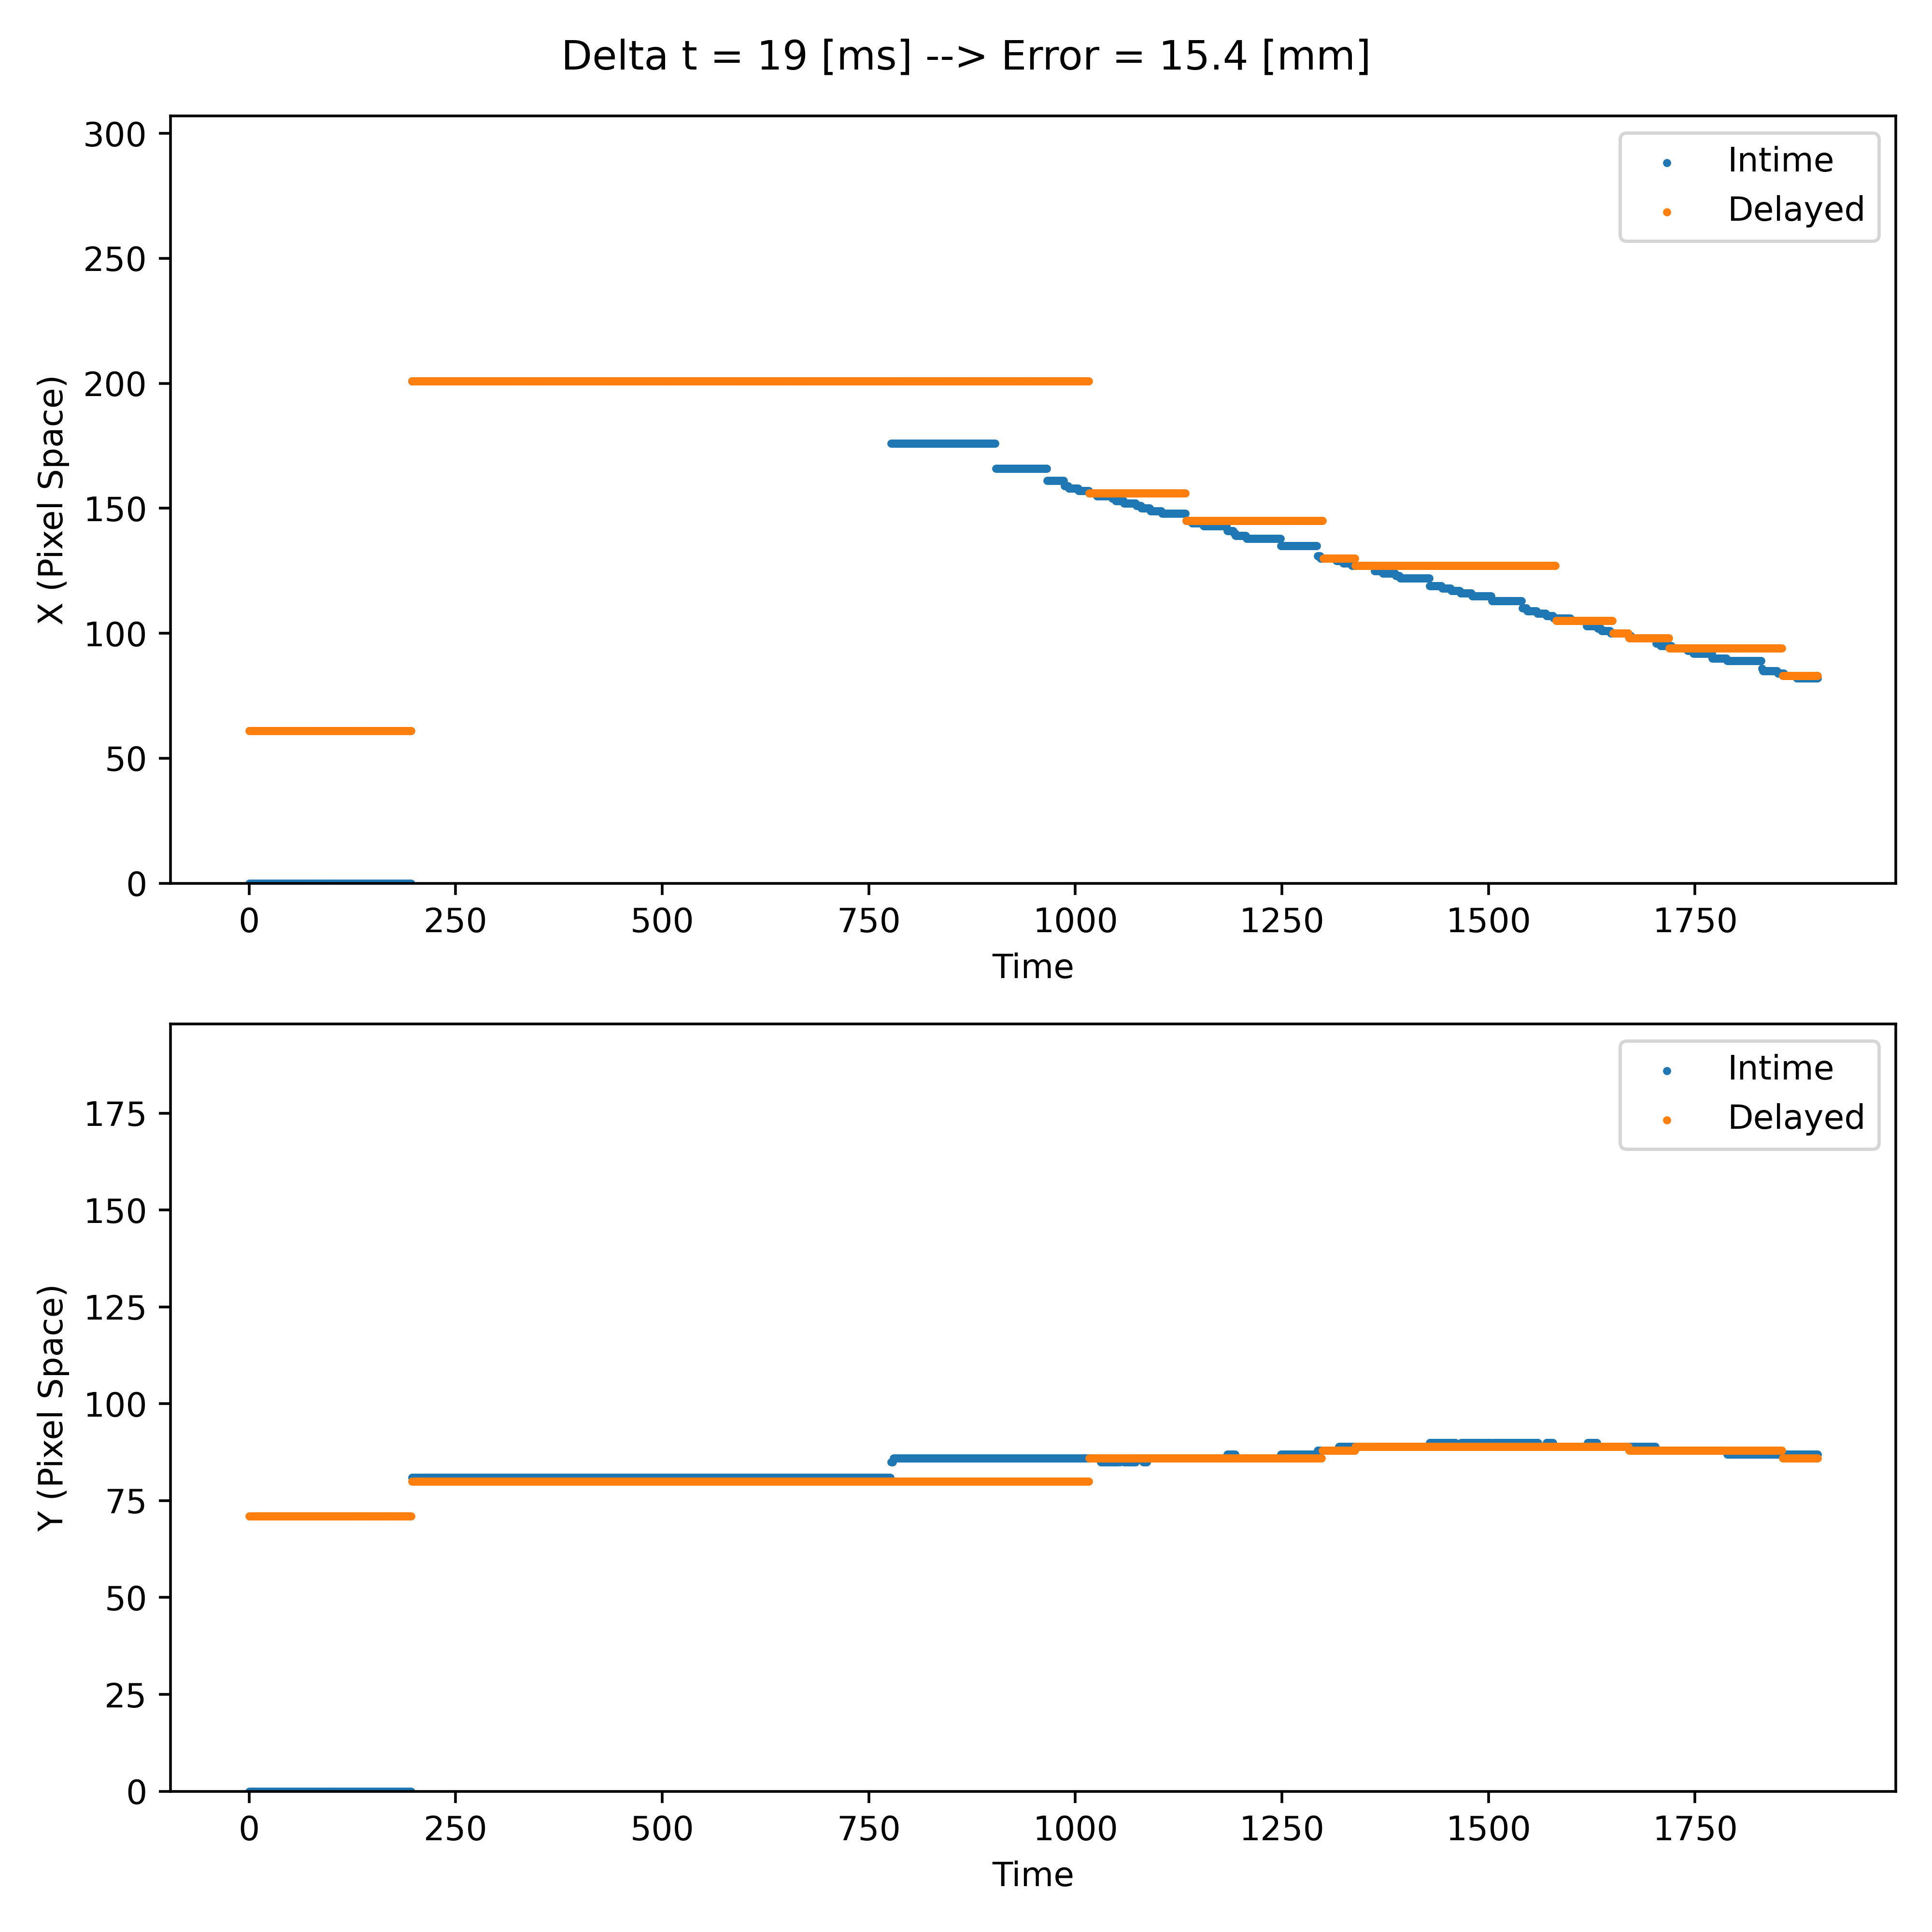 Delta t = 19 [ms] --> Error = 15.4 [mm]
300
250
200
150
100
50
0
X (Pixel Space)
Intime
Delayed
0 250 500 750 1000 1250 1500 1750
Time
175
150
125
100
75
50
25
0
Y (Pixel Space)
Intime
Delayed
0 250 500 750 1000 1250 1500 1750
Time